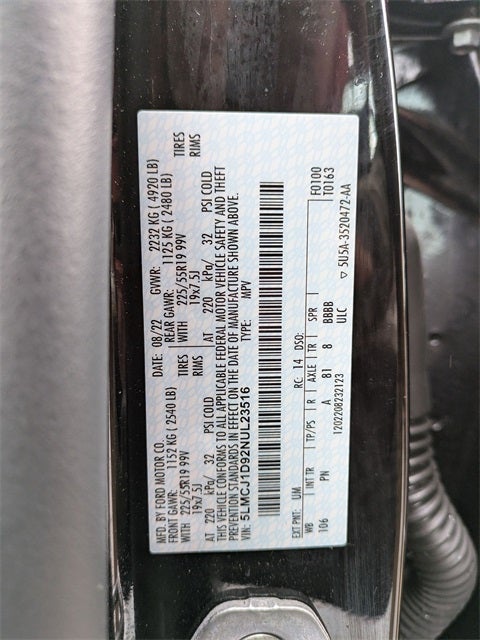 MFD. BY FORD MOTOR CO.
DATE: 08/22 GVWR: 2232 KG ( 4920 LB)
FRONT GAWR: 1152 KG ( 2540 LB) REAR GAWR: 1125 KG ( 2480 LB)
225/55R19 99V TIRES WITH 225/55R19 99V TIRES
19x7.5J RIMS 19x7.5J RIMS
AT 220 kPa/ 32 PSI COLD AT 220 kPa/ 32 PSI COLD
THIS VEHICLE CONFORMS TO ALL APPLICABLE FEDERAL MOTOR VEHICLE SAFETY AND THEFT
PREVENTION STANDARDS IN EFFECT ON THE DATE OF MANUFACTURE SHOWN ABOVE.
VIN: 5LMCJ1D92NUL23516 TYPE: MPV
F0100
T0163
EXT PNT: UM RC: 14 DSO:
WB INT TR TP/PS R AXLE TR SPR
106 PN A 81 8 BBBB
ULC
1202208232123
▽ 5U5A-3520472-AA